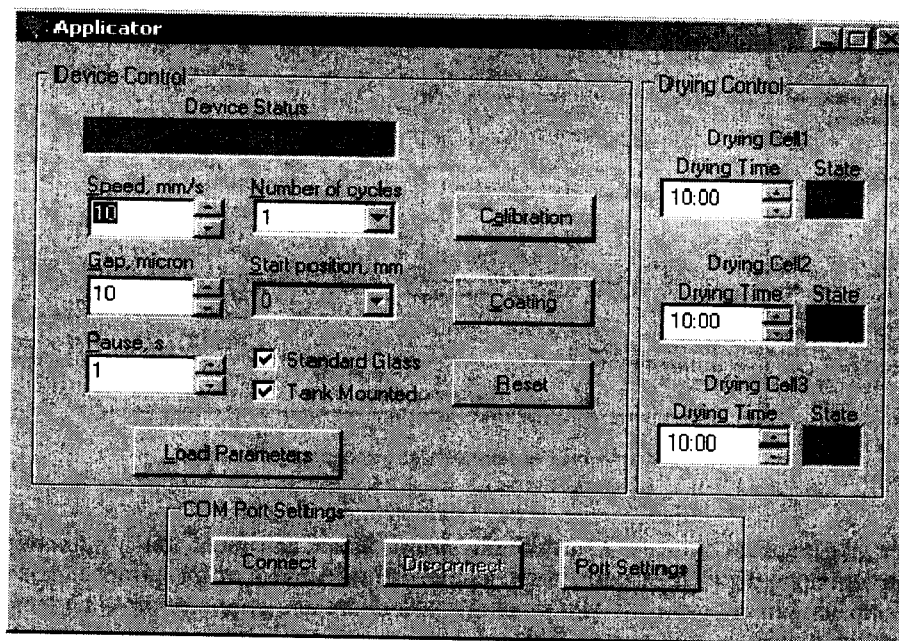 Applicator
Device Control
Device Status
Speed, mm/s
Number of cycles
10
1
Calibration
Gap, micron
Start position, mm
10
0
Coating
Pause, s
1
Standard Glass
Tank Mounted
Reset
Load Parameters
Drying Control
Drying Cell1
Drying Time
State
10:00
Drying Cell2
Drying Time
State
10:00
Drying Cell3
Drying Time
State
10:00
COM Port Settings
Connect
Disconnect
Port Settings